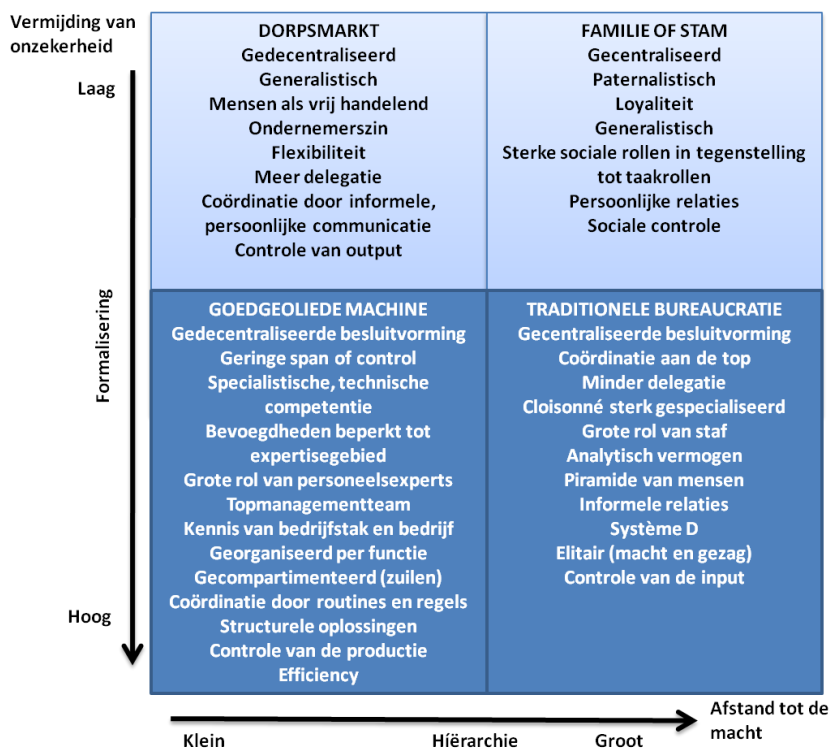 Vermijding van
onzekerheid
Laag
Formalisering
Hoog
DORPSMARKT
Gedecentraliseerd
Generalistisch
Mensen als vrij handelend
Ondernemerszin
Flexibiliteit
Meer delegatie
Coördinatie door informele,
persoonlijke communicatie
Controle van output
FAMILIE OF STAM
Gecentraliseerd
Paternalistisch
Loyaliteit
Generalistisch
Sterke sociale rollen in tegenstelling
tot taakrollen
Persoonlijke relaties
Sociale controle
GOEDGEOLIEDE MACHINE
Gedecentraliseerde besluitvorming
Geringe span of control
Specialistische, technische
competentie
Bevoegdheden beperkt tot
expertisegebied
Grote rol van personeelsexperts
Topmanagementteam
Kennis van bedrijfstak en bedrijf
Georganiseerd per functie
Gecompartimenteerd (zuilen)
Coördinatie door routines en regels
Structurele oplossingen
Controle van de productie
Efficiency
TRADITIONELE BUREAUCRATIE
Gecentraliseerde besluitvorming
Coördinatie aan de top
Minder delegatie
Cloisonné sterk gespecialiseerd
Grote rol van staf
Analytisch vermogen
Piramide van mensen
Informele relaties
Système D
Elitair (macht en gezag)
Controle van de input
Klein
Híërarchie
Groot
Afstand tot de
macht